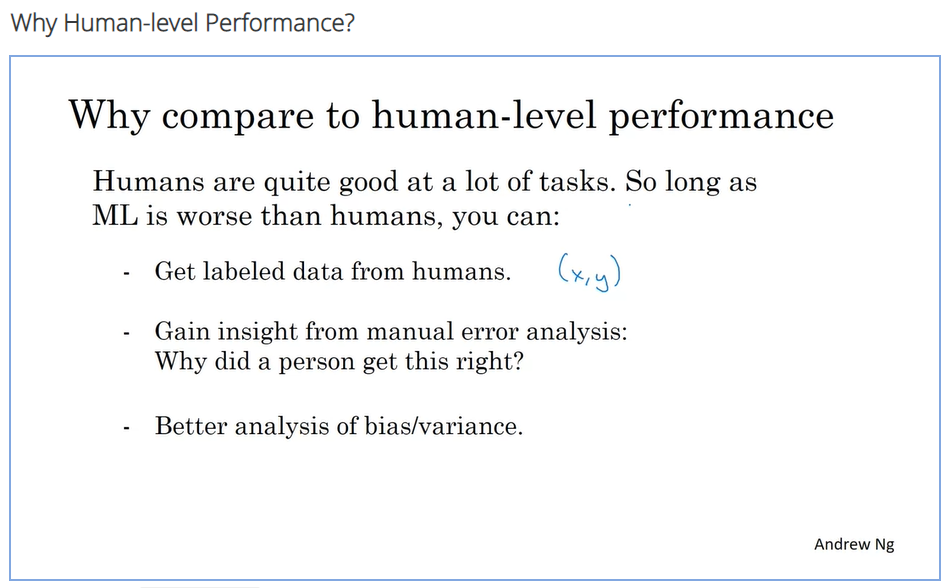 Why Human-level Performance?
Why compare to human-level performance
Humans are quite good at a lot of tasks. So long as
ML is worse than humans, you can:
- Get labeled data from humans. (x,y)
- Gain insight from manual error analysis:
Why did a person get this right?
- Better analysis of bias/variance.
Andrew Ng